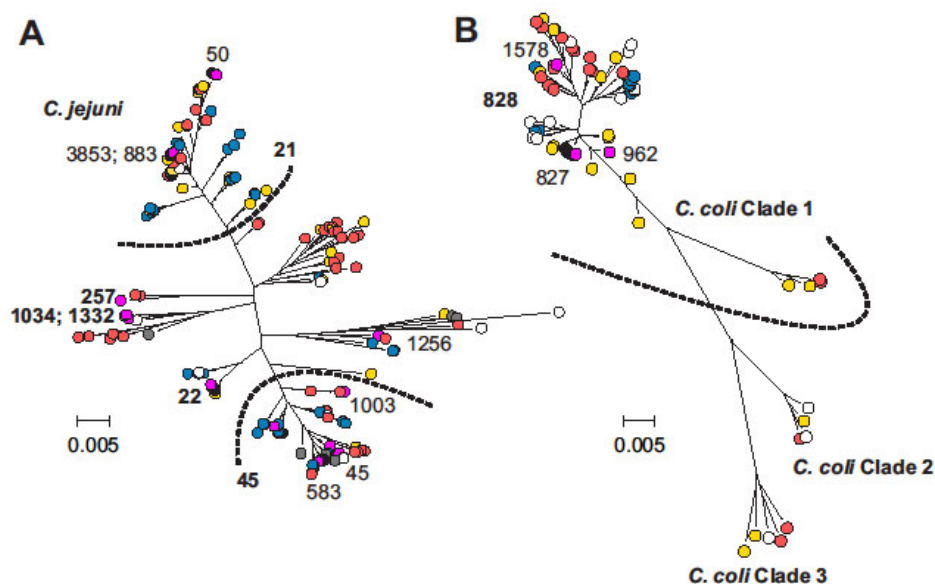 A
50
C. jejuni
3853; 883
21
257
1034; 1332
1256
22
1003
0.005
45
45
583
B
1578
828
827
962
C. coli Clade 1
0.005
C. coli Clade 2
C. coli Clade 3